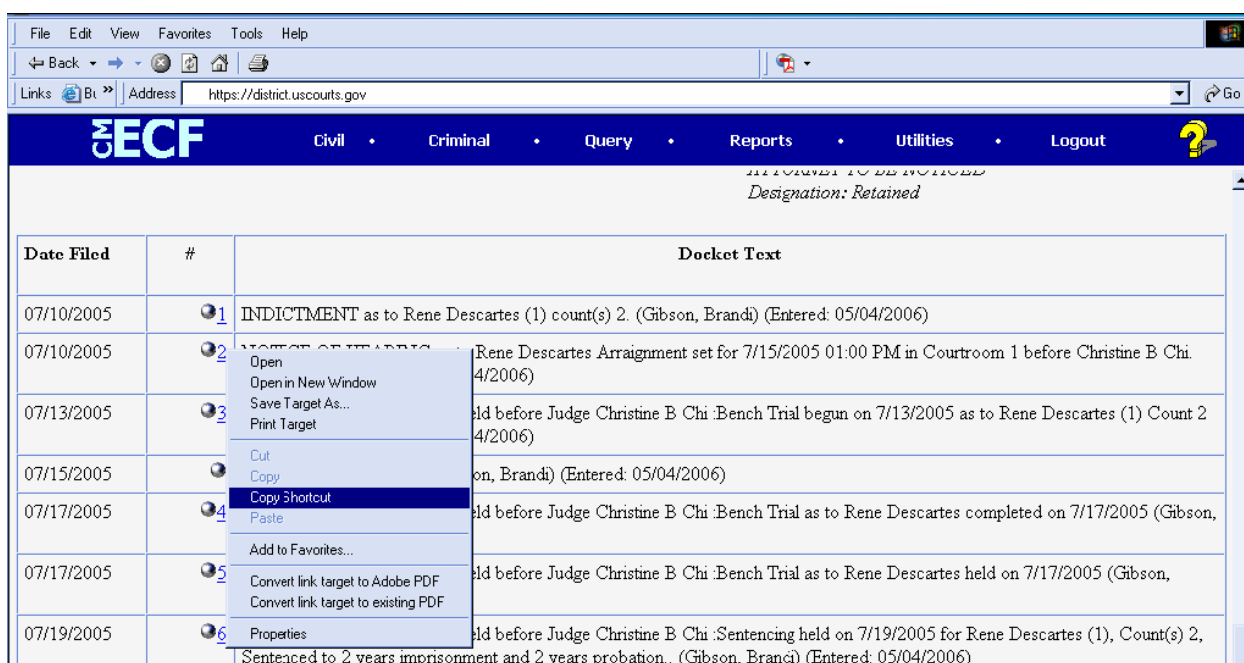 File Edit View Favorites Tools Help
Back
Links Address https://district.uscourts.gov Go
CM ECF Civil • Criminal • Query • Reports • Utilities • Logout ?
ATTORNEY TO BE NOTICED
Designation: Retained
Date Filed # Docket Text
07/10/2005 1 INDICTMENT as to Rene Descartes (1) count(s) 2. (Gibson, Brandi) (Entered: 05/04/2006)
07/10/2005 2 Rene Descartes Arraignment set for 7/15/2005 01:00 PM in Courtroom 1 before Christine B Chi.
4/2006)
07/13/2005 3 eld before Judge Christine B Chi :Bench Trial begun on 7/13/2005 as to Rene Descartes (1) Count 2
4/2006)
07/15/2005 on, Brandi) (Entered: 05/04/2006)
07/17/2005 4 eld before Judge Christine B Chi :Bench Trial as to Rene Descartes completed on 7/17/2005 (Gibson,
07/17/2005 5 eld before Judge Christine B Chi :Bench Trial as to Rene Descartes held on 7/17/2005 (Gibson,
07/19/2005 6 eld before Judge Christine B Chi :Sentencing held on 7/19/2005 for Rene Descartes (1), Count(s) 2,
Sentenced to 2 years imprisonment and 2 years probation.. (Gibson, Brandi) (Entered: 05/04/2006)
Open
Open in New Window
Save Target As...
Print Target
Cut
Copy
Copy Shortcut
Paste
Add to Favorites...
Convert link target to Adobe PDF
Convert link target to existing PDF
Properties